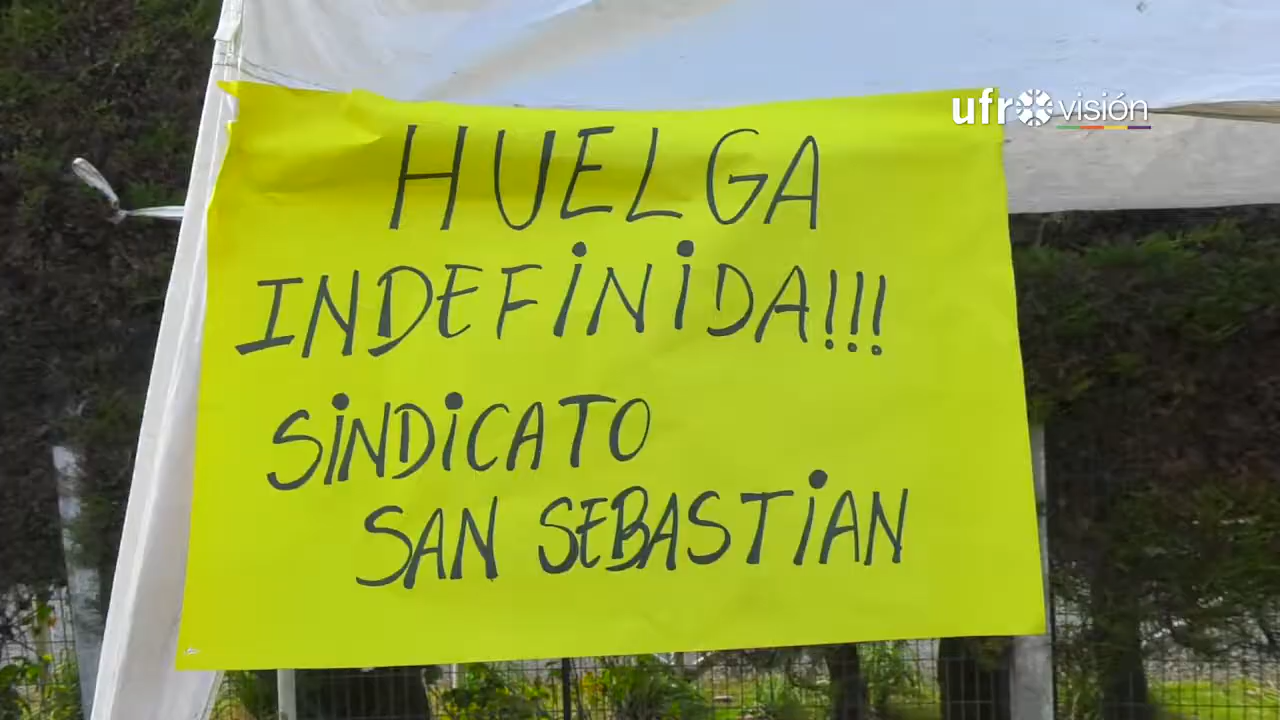 ufro visión
HUELGA
INDEFINIDA!!!
SINDICATO
SAN SEBASTIAN